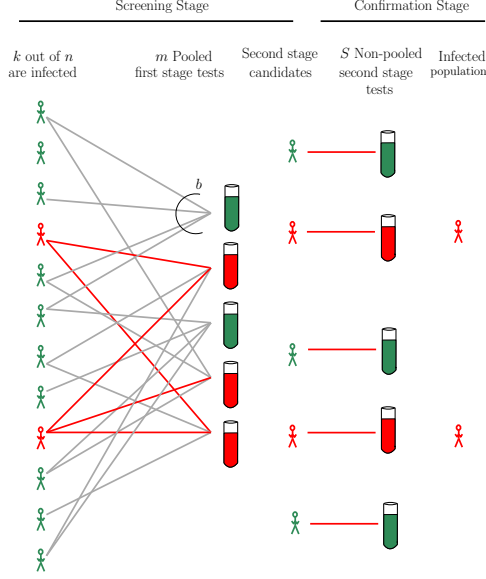 Screening Stage
Confirmation Stage
k out of n
are infected
m Pooled
first stage tests
Second stage
candidates
S Non-pooled
second stage
tests
Infected
population
b